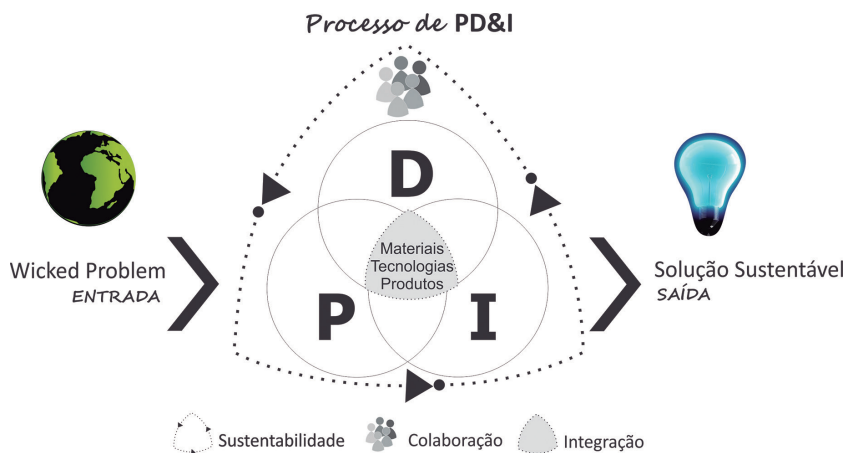 Processo de PD&I
D
Materiais
Tecnologias
Produtos
P
I
Wicked Problem
ENTRADA
Solução Sustentável
SAÍDA
Sustentabilidade
Colaboração
Integração